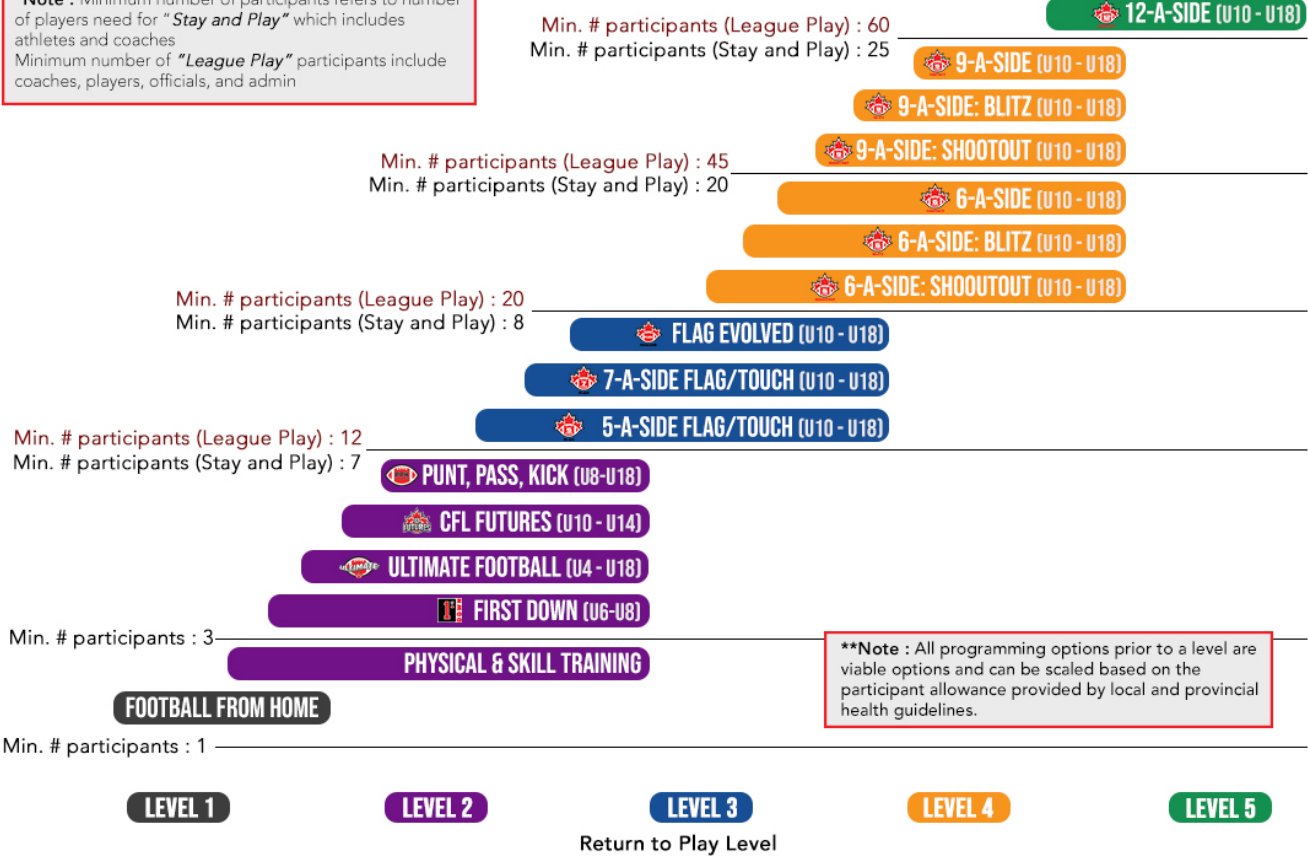 *Note : Minimum number of participants refers to number
of players need for "Stay and Play" which includes
athletes and coaches
Minimum number of "League Play" participants include
coaches, players, officials, and admin
12-A-SIDE (U10 - U18)
Min. # participants (League Play) : 60
Min. # participants (Stay and Play) : 25
9-A-SIDE (U10 - U18)
9-A-SIDE: BLITZ (U10 - U18)
9-A-SIDE: SHOOTOUT (U10 - U18)
Min. # participants (League Play) : 45
Min. # participants (Stay and Play) : 20
6-A-SIDE (U10 - U18)
6-A-SIDE: BLITZ (U10 - U18)
6-A-SIDE: SHOOUTOUT (U10 - U18)
Min. # participants (League Play) : 20
Min. # participants (Stay and Play) : 8
FLAG EVOLVED (U10 - U18)
7-A-SIDE FLAG/TOUCH (U10 - U18)
5-A-SIDE FLAG/TOUCH (U10 - U18)
Min. # participants (League Play) : 12
Min. # participants (Stay and Play) : 7
PUNT, PASS, KICK (U8-U18)
CFL FUTURES (U10 - U14)
ULTIMATE FOOTBALL (U4 - U18)
FIRST DOWN (U6-U8)
Min. # participants : 3
PHYSICAL & SKILL TRAINING
**Note : All programming options prior to a level are
viable options and can be scaled based on the
participant allowance provided by local and provincial
health guidelines.
FOOTBALL FROM HOME
Min. # participants : 1
LEVEL 1
LEVEL 2
LEVEL 3
LEVEL 4
LEVEL 5
Return to Play Level